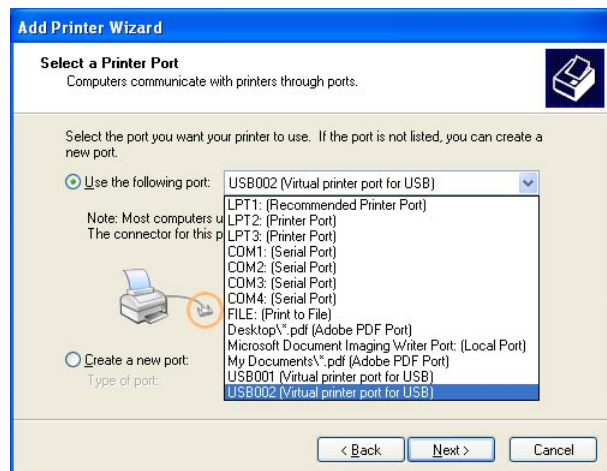 Add Printer Wizard
Select a Printer Port
Computers communicate with printers through ports.
Select the port you want your printer to use. If the port is not listed, you can create a
new port.
Use the following port: USB002 (Virtual printer port for USB)
LPT1: (Recommended Printer Port)
Note: Most computers u
LPT2: (Printer Port)
The connector for this p
LPT3: (Printer Port)
COM1: (Serial Port)
COM2: (Serial Port)
COM3: (Serial Port)
COM4: (Serial Port)
FILE: (Print to File)
Desktop\*.pdf (Adobe PDF Port)
Microsoft Document Imaging Writer Port: (Local Port)
Create a new port:
My Documents\*.pdf (Adobe PDF Port)
Type of port:
USB001 (Virtual printer port for USB)
USB002 (Virtual printer port for USB)
< Back Next > Cancel